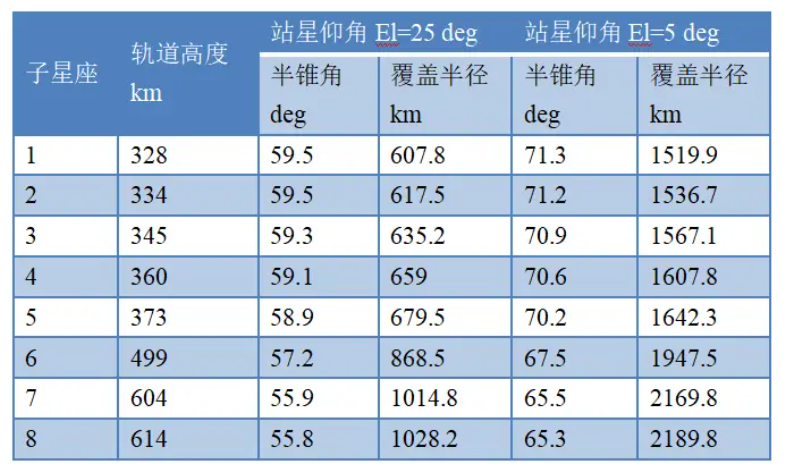 子星座 轨道高度 km 站星仰角 El=25 deg 站星仰角 El=5 deg
半锥角 deg 覆盖半径 km 半锥角 deg 覆盖半径 km
1 328 59.5 607.8 71.3 1519.9
2 334 59.5 617.5 71.2 1536.7
3 345 59.3 635.2 70.9 1567.1
4 360 59.1 659 70.6 1607.8
5 373 58.9 679.5 70.2 1642.3
6 499 57.2 868.5 67.5 1947.5
7 604 55.9 1014.8 65.5 2169.8
8 614 55.8 1028.2 65.3 2189.8